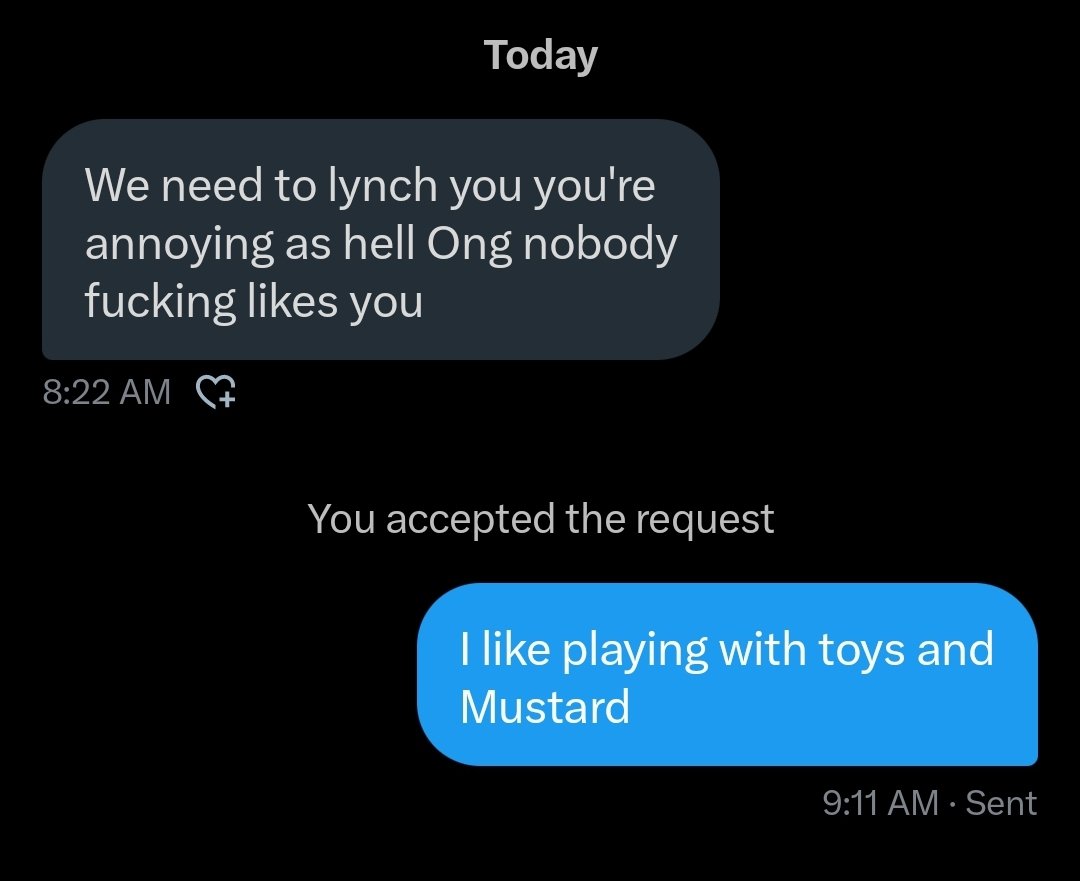 Today
We need to lynch you you're
annoying as hell Ong nobody
fucking likes you
8:22 AM
You accepted the request
I like playing with toys and
Mustard
9:11 AM · Sent